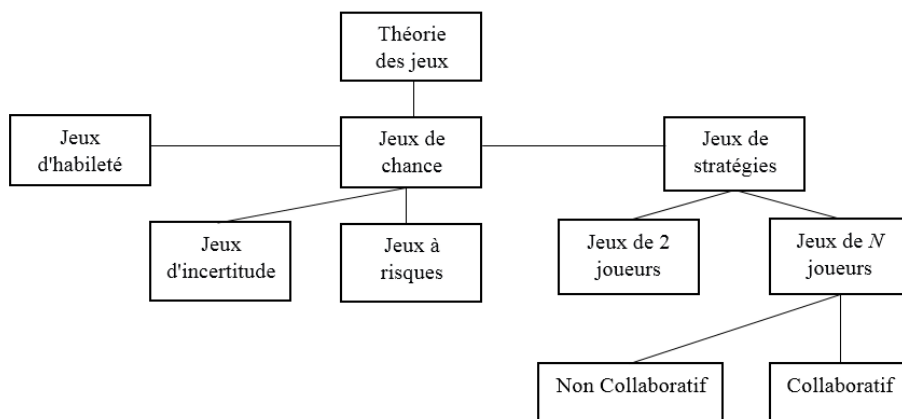 Théorie
des jeux
Jeux
d'habileté
Jeux de
chance
Jeux de
stratégies
Jeux
d'incertitude
Jeux à
risques
Jeux de 2
joueurs
Jeux de N
joueurs
Non Collaboratif
Collaboratif